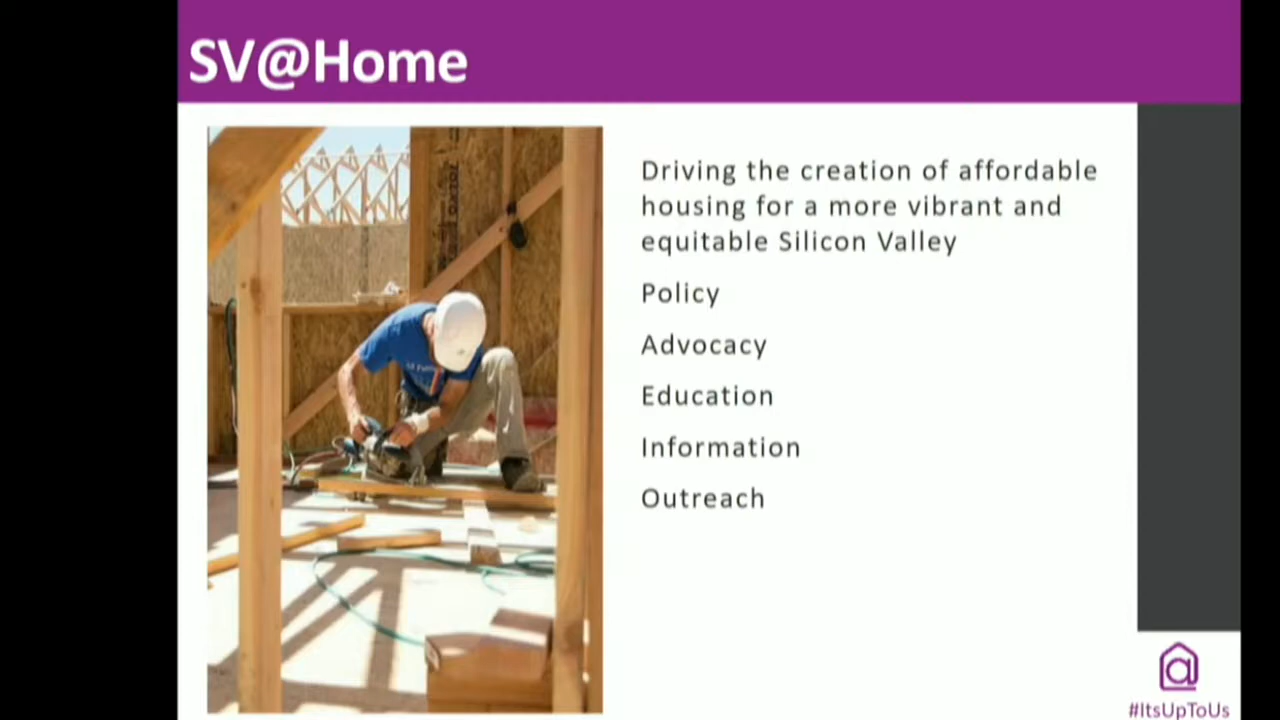 SV@Home
Driving the creation of affordable
housing for a more vibrant and
equitable Silicon Valley
Policy
Advocacy
Education
Information
Outreach
#ItsUpToUs